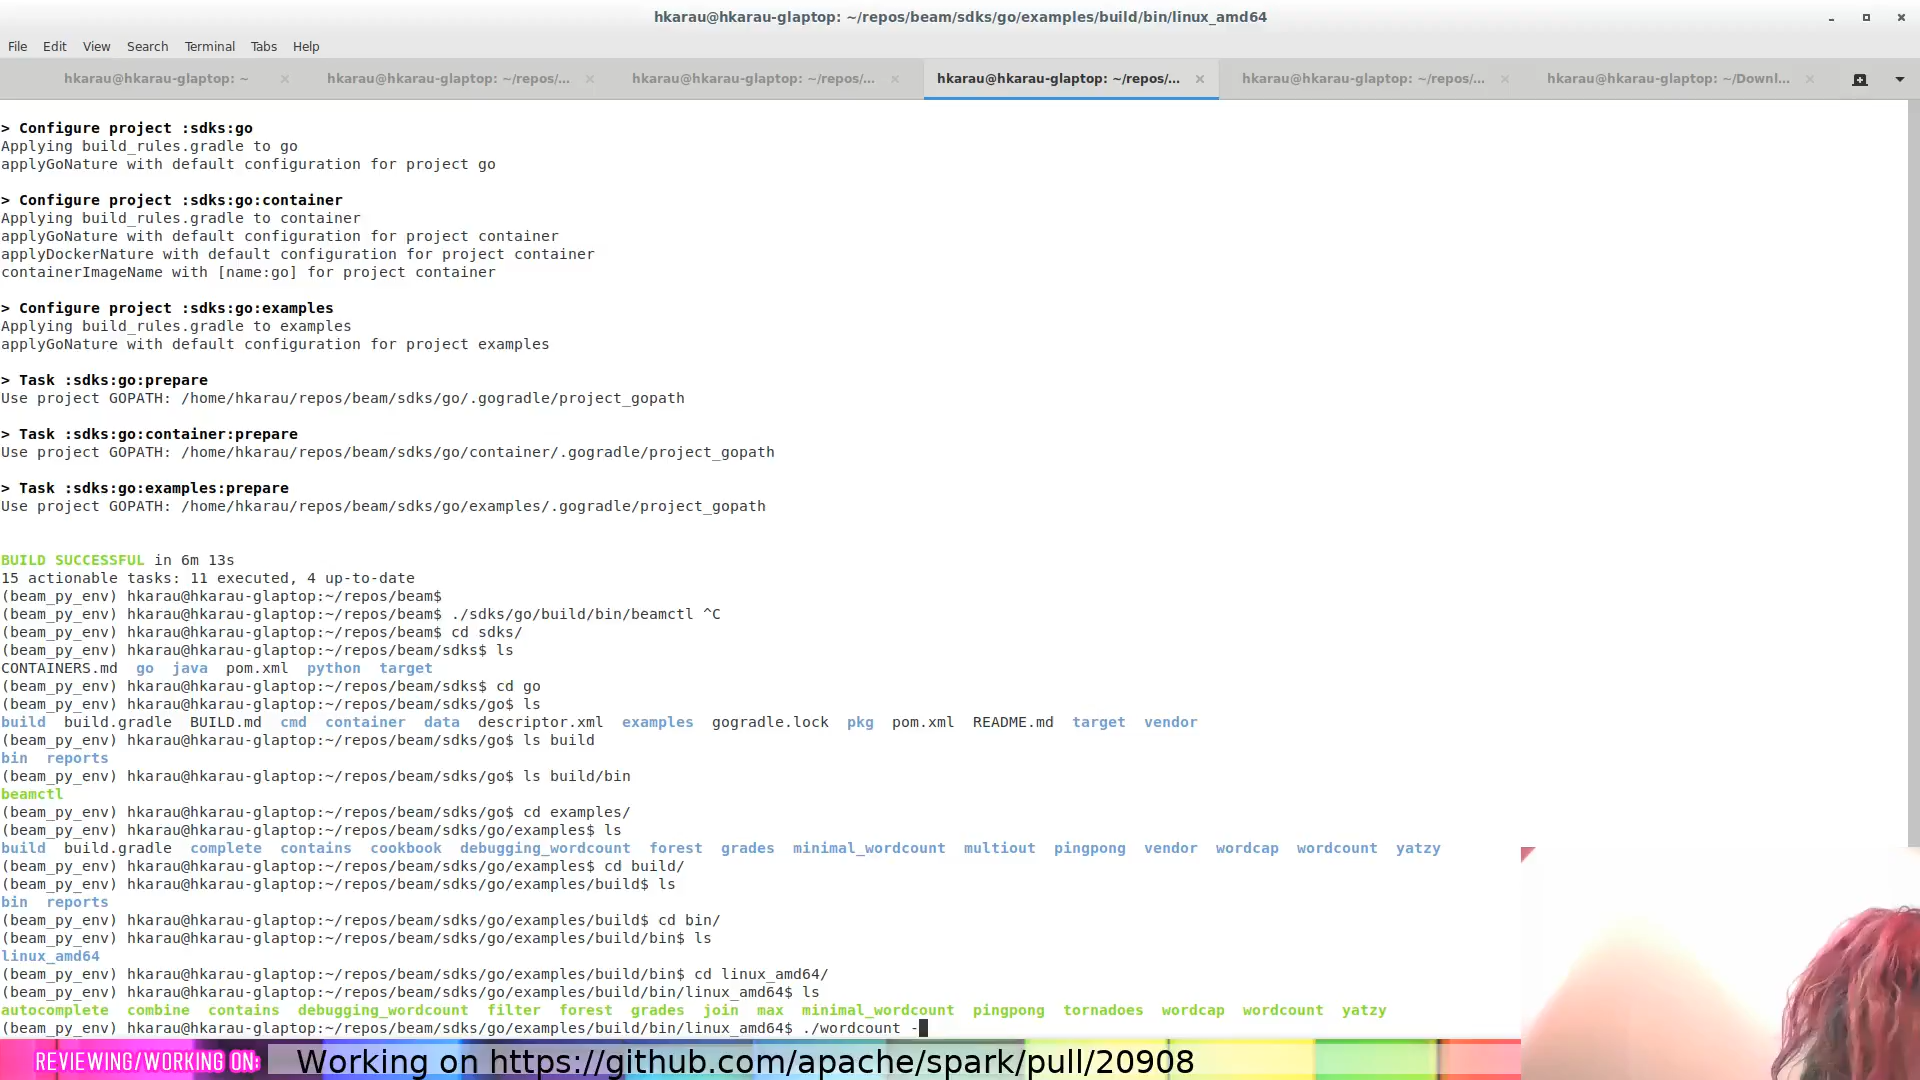 hkarau@hkarau-glaptop: ~/repos/beam/sdks/go/examples/build/bin/linux_amd64
File Edit View Search Terminal Tabs Help
hkarau@hkarau-glaptop: ~ hkarau@hkarau-glaptop: ~/repos/... hkarau@hkarau-glaptop: ~/repos/... hkarau@hkarau-glaptop: ~/repos/... hkarau@hkarau-glaptop: ~/repos/... hkarau@hkarau-glaptop: ~/Downl...
> Configure project :sdks:go
Applying build_rules.gradle to go
applyGoNature with default configuration for project go
> Configure project :sdks:go:container
Applying build_rules.gradle to container
applyGoNature with default configuration for project container
applyDockerNature with default configuration for project container
containerImageName with [name:go] for project container
> Configure project :sdks:go:examples
Applying build_rules.gradle to examples
applyGoNature with default configuration for project examples
> Task :sdks:go:prepare
Use project GOPATH: /home/hkarau/repos/beam/sdks/go/.gogradle/project_gopath
> Task :sdks:go:container:prepare
Use project GOPATH: /home/hkarau/repos/beam/sdks/go/container/.gogradle/project_gopath
> Task :sdks:go:examples:prepare
Use project GOPATH: /home/hkarau/repos/beam/sdks/go/examples/.gogradle/project_gopath
BUILD SUCCESSFUL in 6m 13s
15 actionable tasks: 11 executed, 4 up-to-date
(beam_py_env) hkarau@hkarau-glaptop:~/repos/beam$
(beam_py_env) hkarau@hkarau-glaptop:~/repos/beam$ ./sdks/go/build/bin/beamctl ^C
(beam_py_env) hkarau@hkarau-glaptop:~/repos/beam$ cd sdks/
(beam_py_env) hkarau@hkarau-glaptop:~/repos/beam/sdks$ ls
CONTAINERS.md go java pom.xml python target
(beam_py_env) hkarau@hkarau-glaptop:~/repos/beam/sdks$ cd go
(beam_py_env) hkarau@hkarau-glaptop:~/repos/beam/sdks/go$ ls
build build.gradle BUILD.md cmd container data descriptor.xml examples gogradle.lock pkg pom.xml README.md target vendor
(beam_py_env) hkarau@hkarau-glaptop:~/repos/beam/sdks/go$ ls build
bin reports
(beam_py_env) hkarau@hkarau-glaptop:~/repos/beam/sdks/go$ ls build/bin
beamctl
(beam_py_env) hkarau@hkarau-glaptop:~/repos/beam/sdks/go$ cd examples/
(beam_py_env) hkarau@hkarau-glaptop:~/repos/beam/sdks/go/examples$ ls
build build.gradle complete contains cookbook debugging_wordcount forest grades minimal_wordcount multiout pingpong vendor wordcap wordcount yatzy
(beam_py_env) hkarau@hkarau-glaptop:~/repos/beam/sdks/go/examples$ cd build/
(beam_py_env) hkarau@hkarau-glaptop:~/repos/beam/sdks/go/examples/build$ ls
bin reports
(beam_py_env) hkarau@hkarau-glaptop:~/repos/beam/sdks/go/examples/build$ cd bin/
(beam_py_env) hkarau@hkarau-glaptop:~/repos/beam/sdks/go/examples/build/bin$ ls
linux_amd64
(beam_py_env) hkarau@hkarau-glaptop:~/repos/beam/sdks/go/examples/build/bin$ cd linux_amd64/
(beam_py_env) hkarau@hkarau-glaptop:~/repos/beam/sdks/go/examples/build/bin/linux_amd64$ ls
autocomplete combine contains debugging_wordcount filter forest grades join max minimal_wordcount pingpong tornadoes wordcap wordcount yatzy
(beam_py_env) hkarau@hkarau-glaptop:~/repos/beam/sdks/go/examples/build/bin/linux_amd64$ ./wordcount -
REVIEWING/WORKING ON: Working on https://github.com/apache/spark/pull/20908